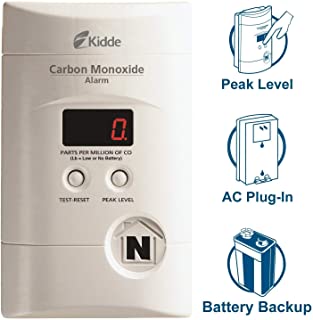 Kidde
Carbon Monoxide
Alarm
0.
PARTS PER MILLION OF CO
(Lb = Low or No Battery)
TEST-RESET
PEAK LEVEL
N
Peak Level
AC Plug-In
Battery Backup